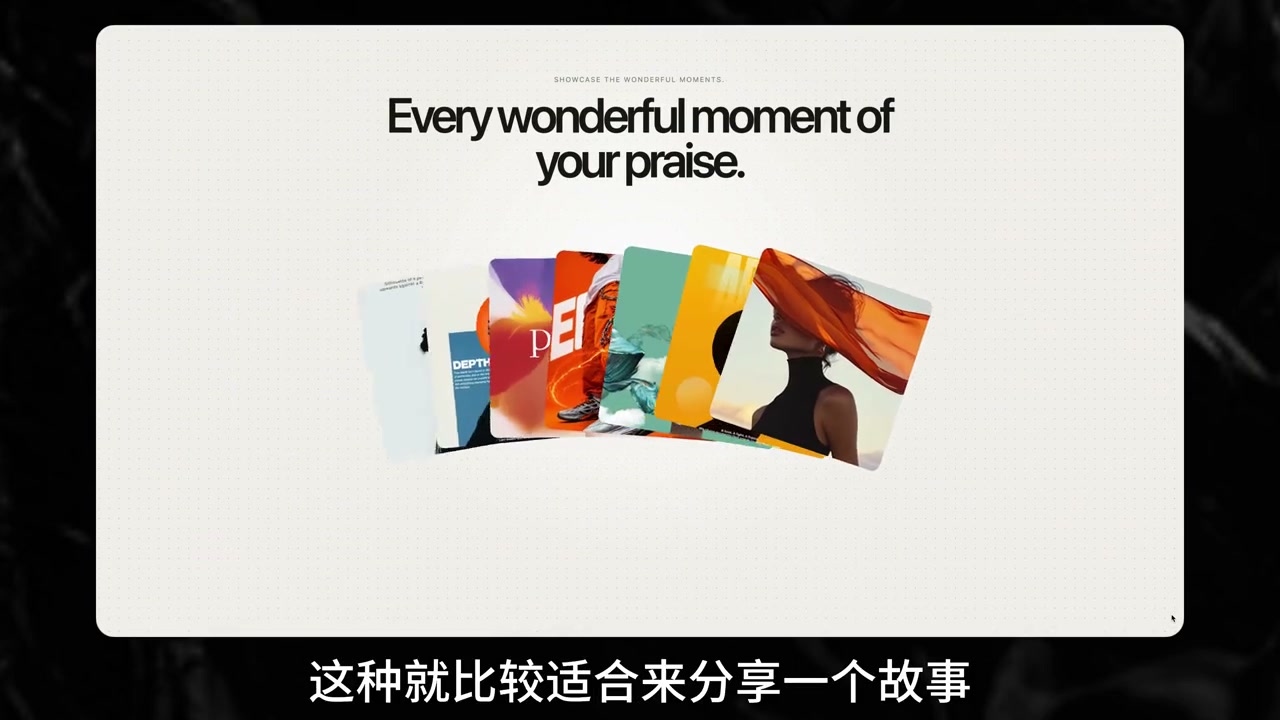 SHOWCASE THE WONDERFUL MOMENTS.
Every wonderful moment of
your praise.
DEPTH
这种就比较适合来分享一个故事